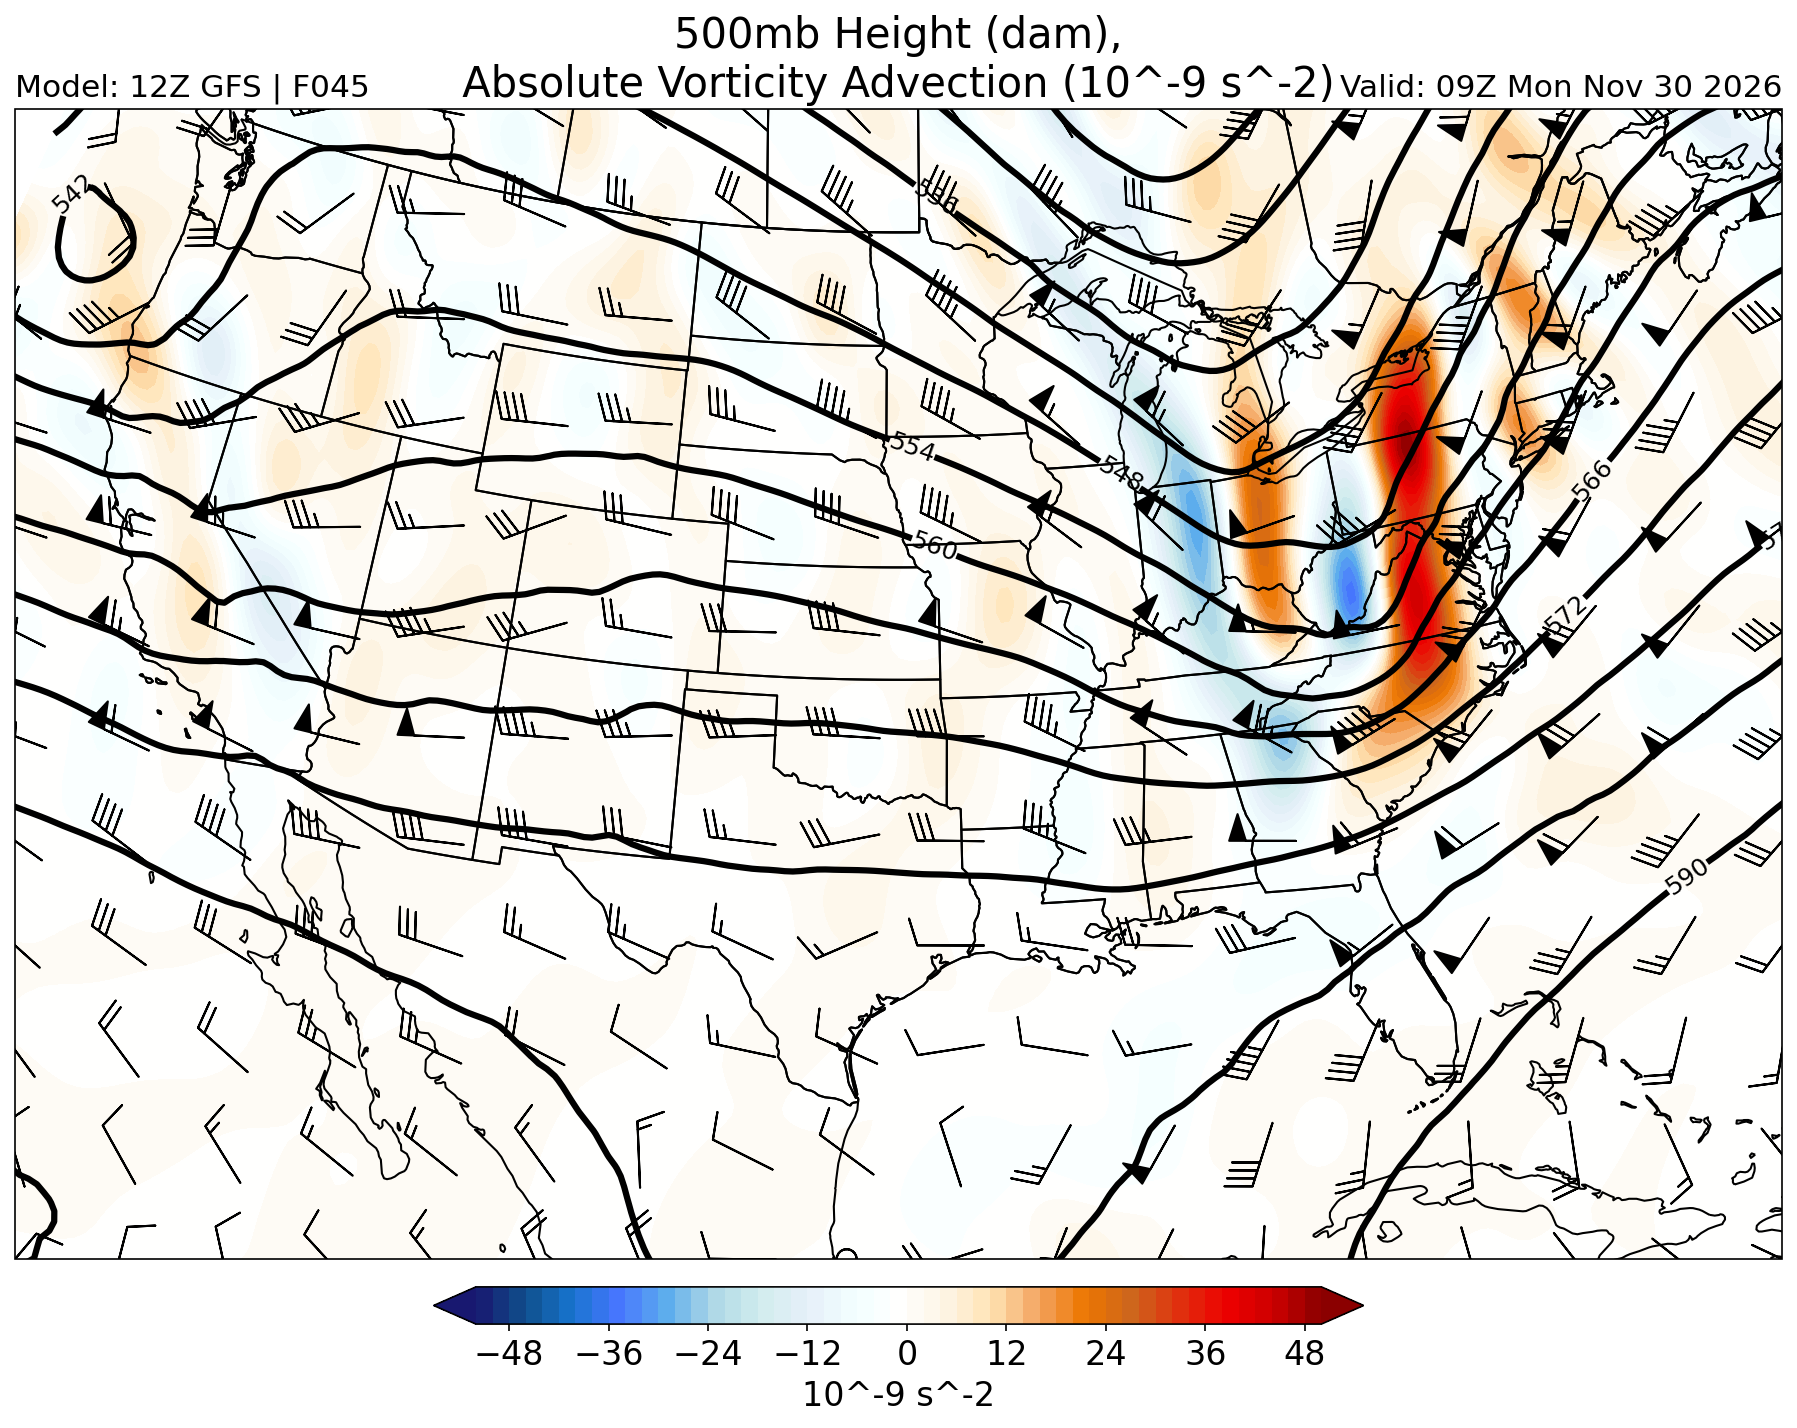 500mb Height (dam),
Model: 12Z GFS | F045
Absolute Vorticity Advection (10^-9 s^-2)
Valid: 09Z Mon Nov 30 2026
542
536
554
548
566
560
572
590
−48 −36 −24 −12 0 12 24 36 48
10^-9 s^-2